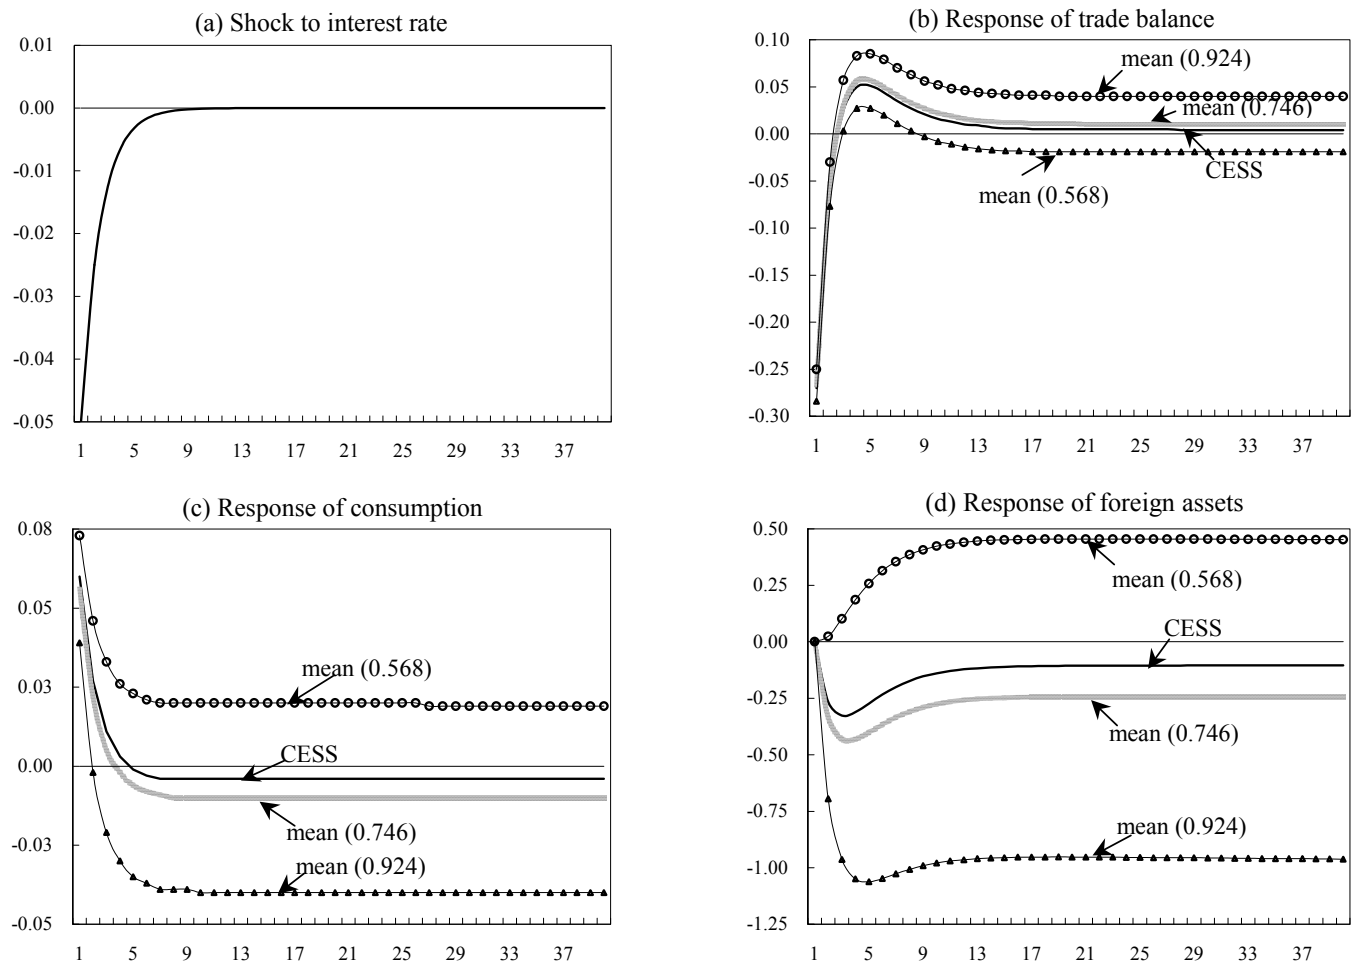 (a) Shock to interest rate
0.01
0.00
-0.01
-0.02
-0.03
-0.04
-0.05
1 5 9 13 17 21 25 29 33 37
(b) Response of trade balance
0.10
0.05
0.00
-0.05
-0.10
-0.15
-0.20
-0.25
-0.30
mean (0.924)
mean (0.746)
CESS
mean (0.568)
1 5 9 13 17 21 25 29 33 37
(c) Response of consumption
0.08
0.05
0.03
0.00
-0.03
-0.05
mean (0.568)
CESS
mean (0.746)
mean (0.924)
1 5 9 13 17 21 25 29 33 37
(d) Response of foreign assets
0.50
0.25
0.00
-0.25
-0.50
-0.75
-1.00
-1.25
mean (0.568)
CESS
mean (0.746)
mean (0.924)
1 5 9 13 17 21 25 29 33 37